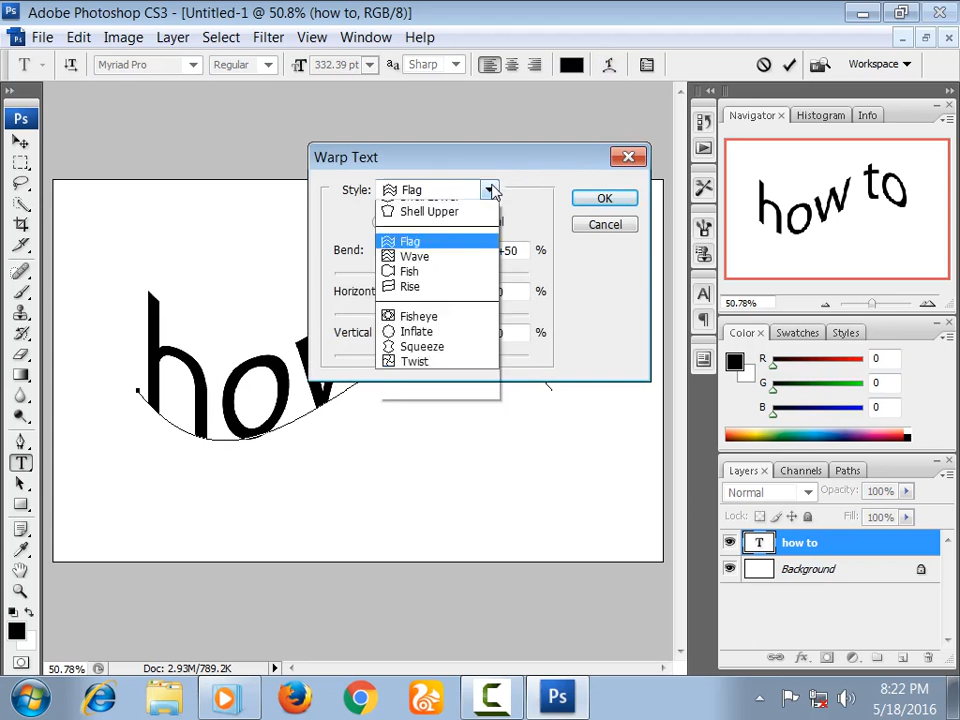 Adobe Photoshop CS3 - [Untitled-1 @ 50.8% (how to, RGB/8)]
File Edit Image Layer Select Filter View Window Help
Myriad Pro Regular 332.39 pt Sharp Workspace
Ps
Navigator × Histogram Info
how to
50.78%
Color × Swatches Styles
R 0
G 0
B 0
Layers × Channels Paths
Normal Opacity: 100%
Lock: Fill: 100%
T how to
Background
Warp Text
Style: Flag
OK
Cancel
Shell Upper
Flag
Wave
Fish
Rise
Fisheye
Inflate
Squeeze
Twist
Bend: +50 %
Horizont 0 %
Vertical 0 %
how
50.78% Doc: 2.93M/789.2K
8:22 PM
5/18/2016